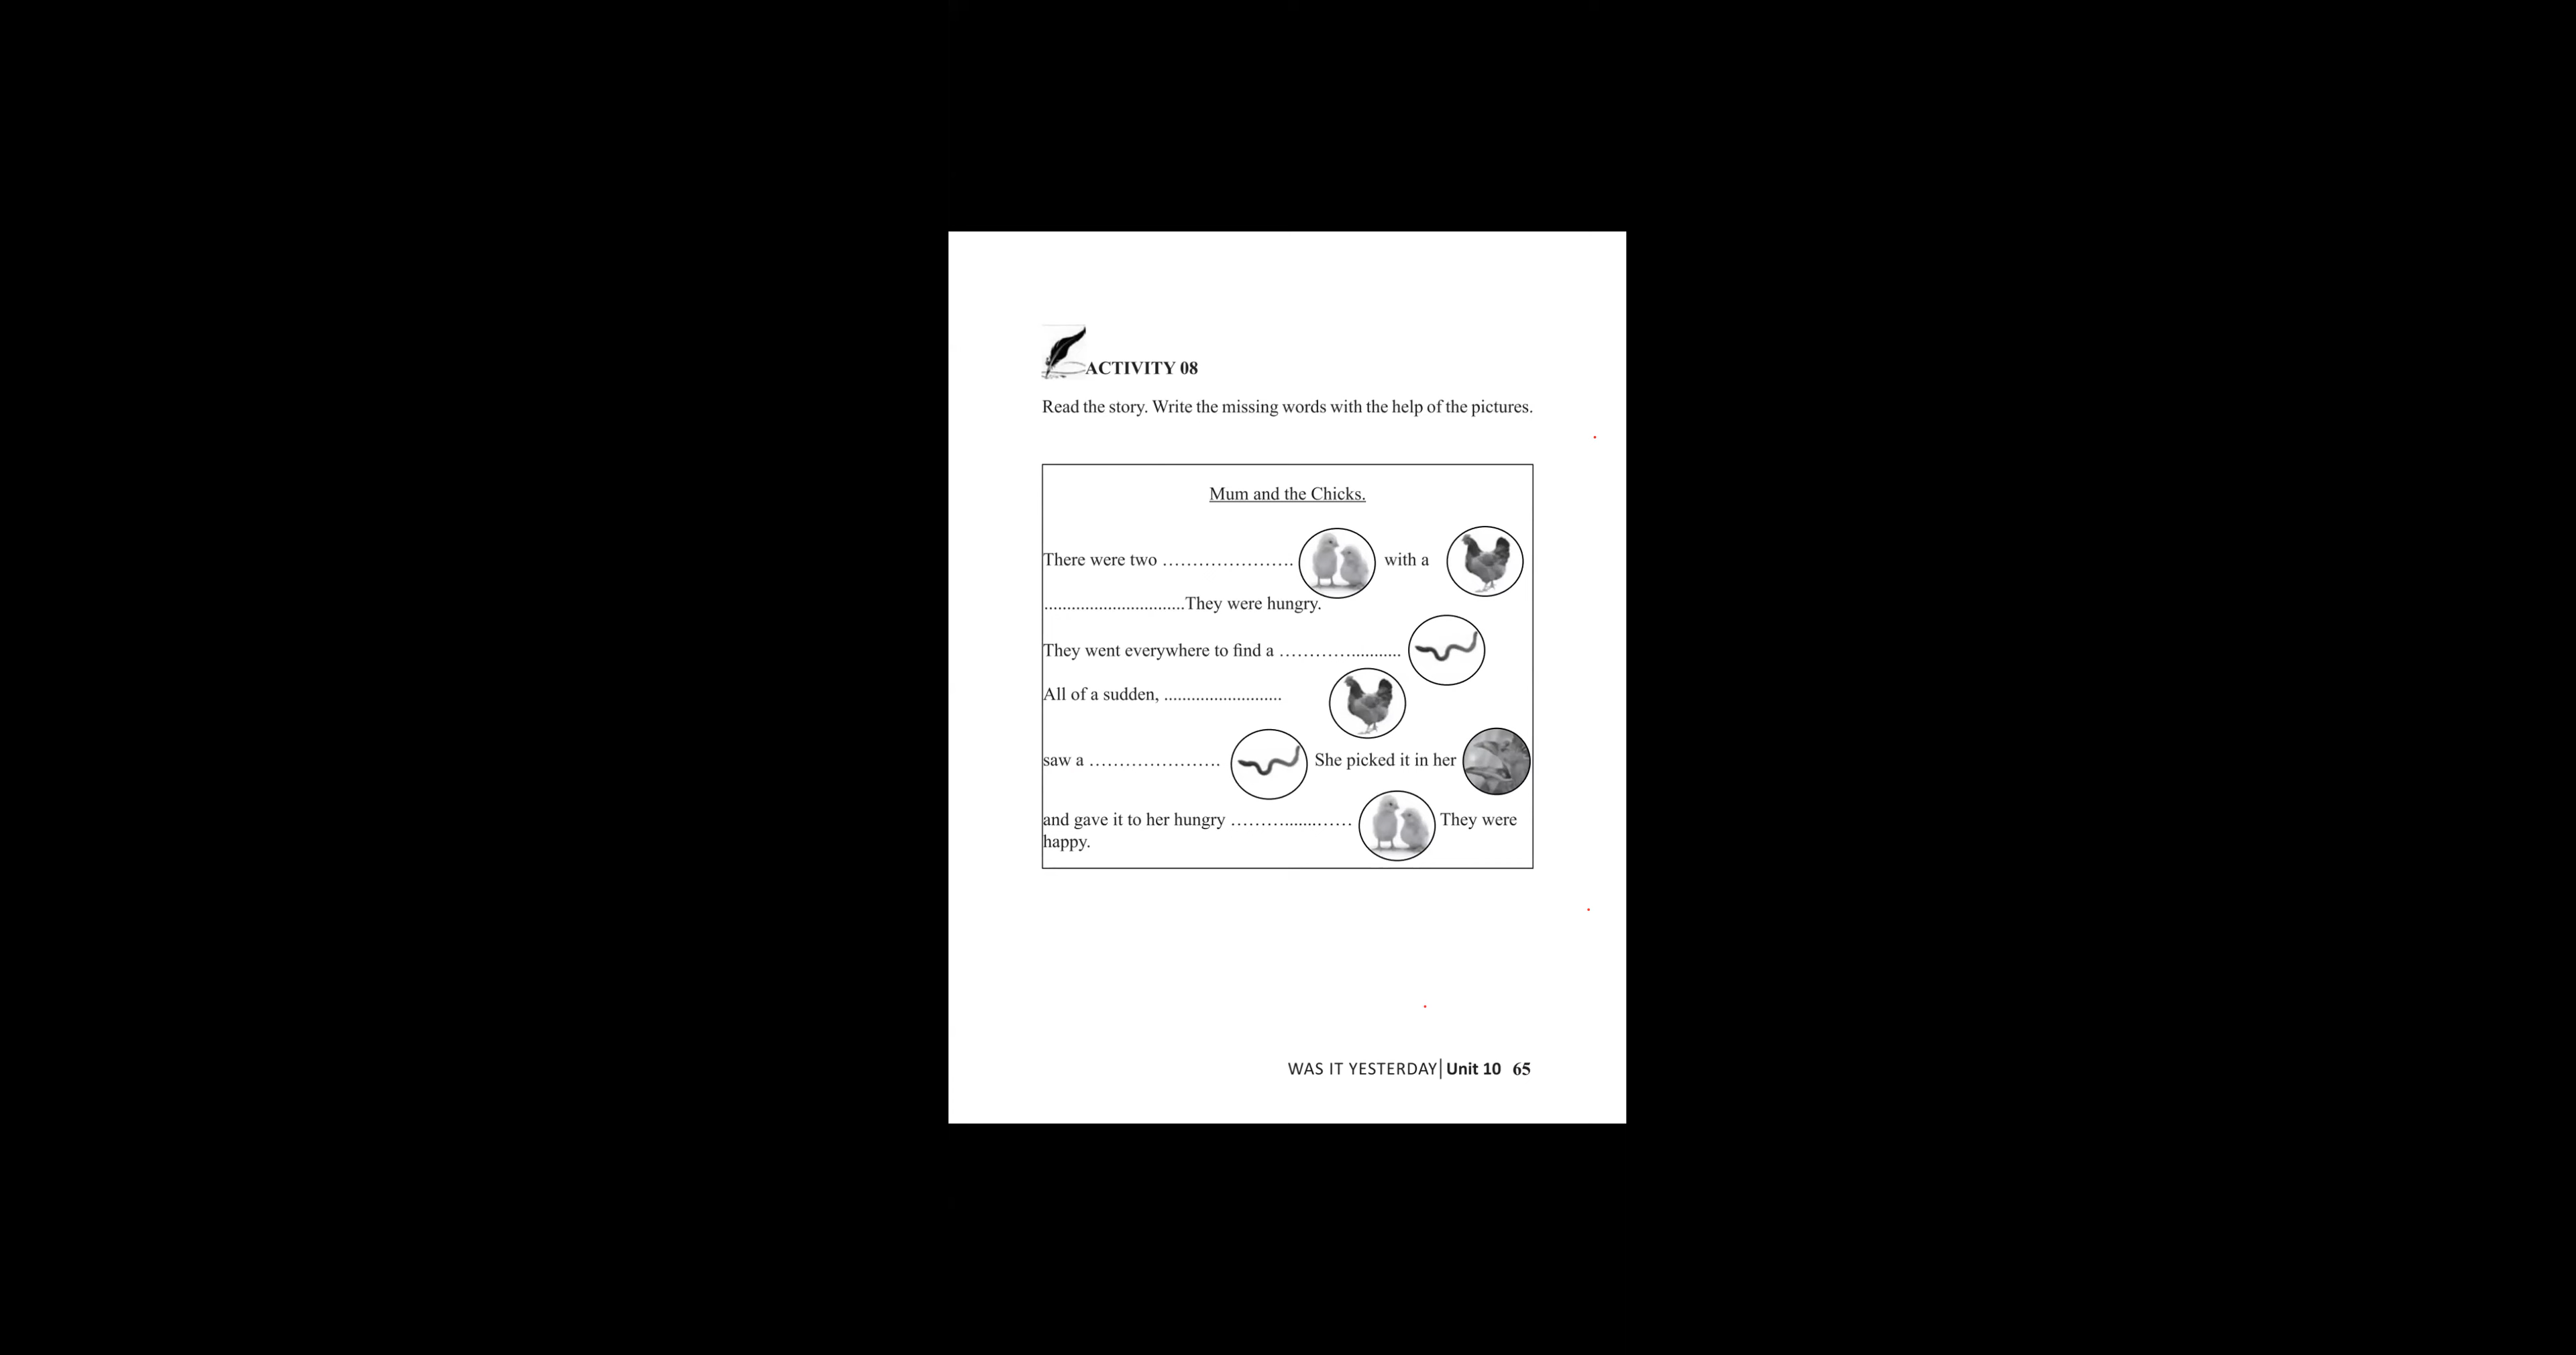 ACTIVITY 08
Read the story. Write the missing words with the help of the pictures.
Mum and the Chicks.
There were two …………………. with a
...............................They were hungry.
They went everywhere to find a …………...........
All of a sudden, ..........................
saw a …………………. She picked it in her
and gave it to her hungry ………......…… They were
happy.
WAS IT YESTERDAY| Unit 10 65